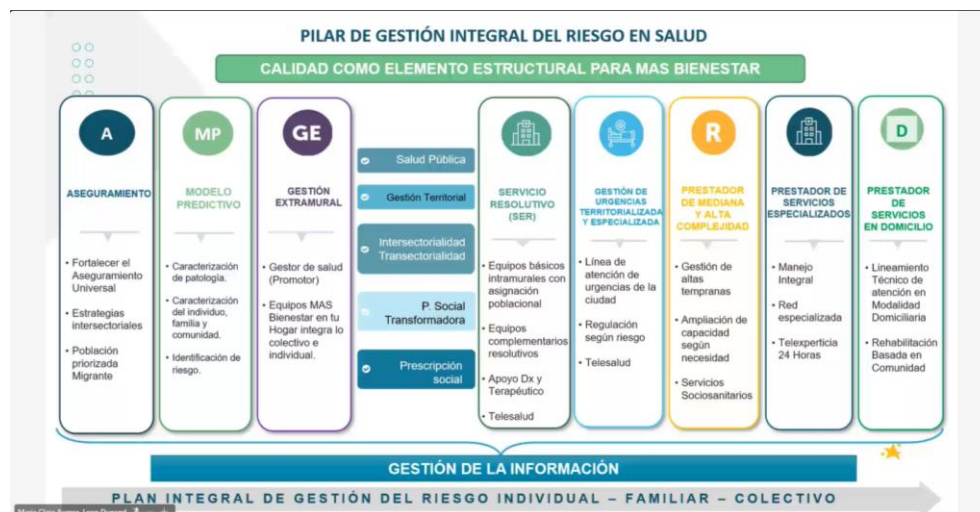 PILAR DE GESTIÓN INTEGRAL DEL RIESGO EN SALUD
CALIDAD COMO ELEMENTO ESTRUCTURAL PARA MAS BIENESTAR
A
ASEGURAMIENTO
• Fortalecer el
Aseguramiento
Universal
• Estrategias
intersectoriales
• Población
priorizada
Migrante
MP
MODELO
PREDICTIVO
• Caracterización
de patología.
• Caracterización
del individuo,
familia y
comunidad.
• Identificación de
riesgo.
GE
GESTIÓN
EXTRAMURAL
• Gestor de salud
(Promotor)
• Equipos MAS
Bienestar en tu
Hogar integra lo
colectivo e
individual.
Salud Pública
Gestión Territorial
Intersectorialidad
Transectorialidad
P. Social
Transformadora
Prescripción
social
SERVICIO
RESOLUTIVO
(SER)
• Equipos básicos
intramurales con
asignación
poblacional
• Equipos
complementarios
resolutivos
• Apoyo Dx y
Terapéutico
• Telesalud
GESTIÓN DE
URGENCIAS
TERRITORIALIZADA
Y ESPECIALIZADA
• Línea de
atención de
urgencias de la
ciudad
• Regulación
según riesgo
• Telesalud
R
PRESTADOR
DE MEDIANA
Y ALTA
COMPLEJIDAD
• Gestión de
altas
tempranas
• Ampliación de
capacidad
según
necesidad
• Servicios
Sociosanitarios
PRESTADOR DE
SERVICIOS
ESPECIALIZADOS
• Manejo
Integral
• Red
especializada
• Telexperticia
24 Horas
D
PRESTADOR
DE
SERVICIOS
EN DOMICILIO
• Lineamiento
Técnico de
atención en
Modalidad
Domiciliaria
• Rehabilitación
Basada en
Comunidad
GESTIÓN DE LA INFORMACIÓN
PLAN INTEGRAL DE GESTIÓN DEL RIESGO INDIVIDUAL – FAMILIAR – COLECTIVO